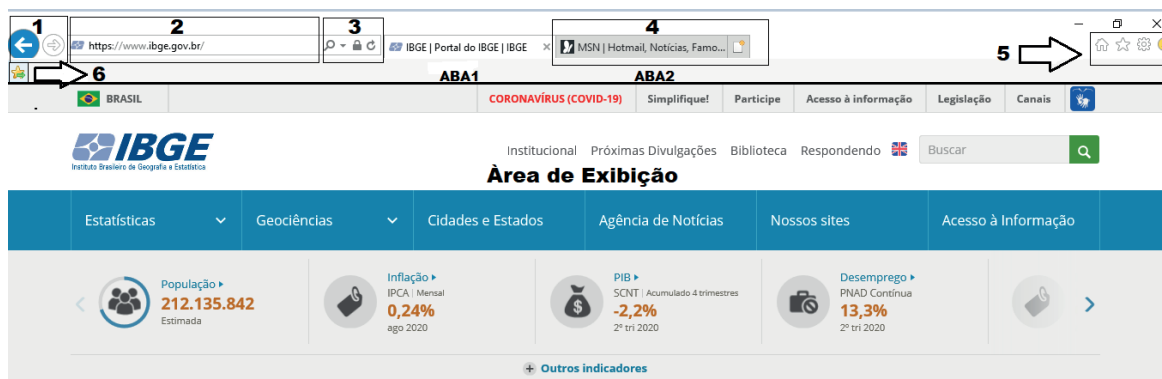 1 2 3 4
https://www.ibge.gov.br/ IBGE | Portal do IBGE | IBGE × MSN | Hotmail, Notícias, Famo...
5
6 ABA1 ABA2
BRASIL CORONAVÍRUS (COVID-19) Simplifique! Participe Acesso à informação Legislação Canais
IBGE
Instituto Brasileiro de Geografia e Estatística
Institucional Próximas Divulgações Biblioteca Respondendo Buscar
Àrea de Exibição
Estatísticas Geociências Cidades e Estados Agência de Notícias Nossos sites Acesso à Informação
População
212.135.842
Estimada
Inflação
IPCA | Mensal
0,24%
ago 2020
PIB
SCNT | Acumulado 4 trimestres
-2,2%
2º tri 2020
Desemprego
PNAD Contínua
13,3%
2º tri 2020
+ Outros indicadores